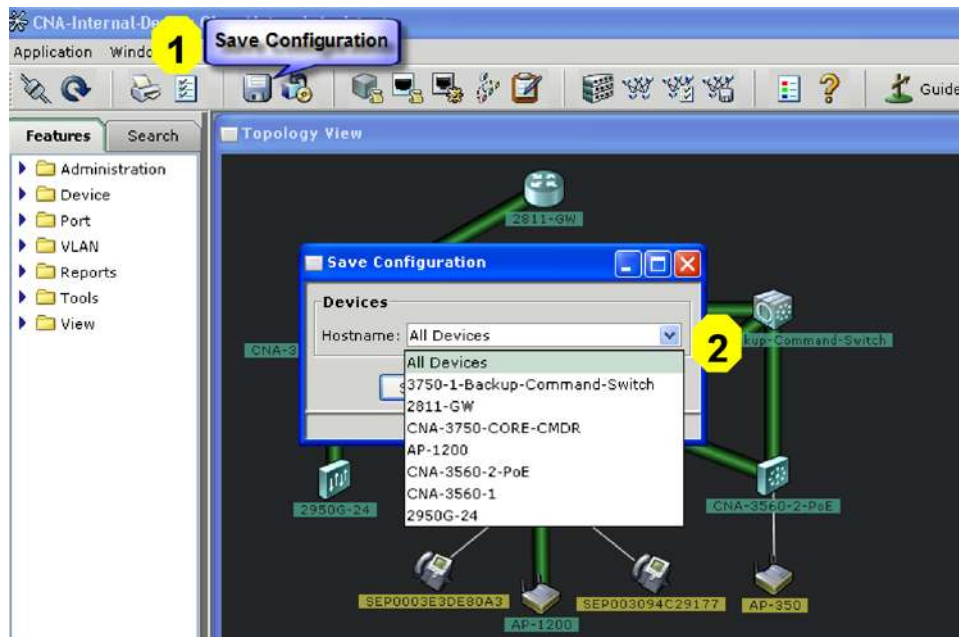 CNA-Internal-De
Application Windo
1
Save Configuration
Guide
Features Search
Administration
Device
Port
VLAN
Reports
Tools
View
Topology View
2811-GW
Save Configuration
Devices
Hostname: All Devices
2
All Devices
3750-1-Backup-Command-Switch
2811-GW
CNA-3750-CORE-CMDR
AP-1200
CNA-3560-2-PoE
CNA-3560-1
2950G-24
S
CNA-3
kup-Command-Switch
2950G-24
CNA-3560-2-PoE
SEP0003E3DE80A3
AP-1200
SEP003094C29177
AP-350